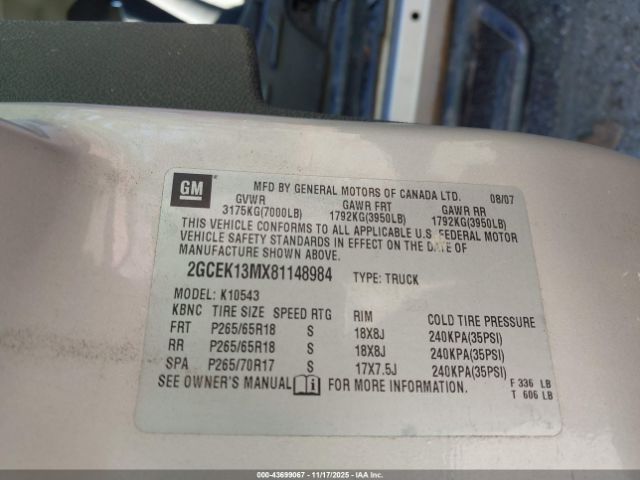 GM
MFD BY GENERAL MOTORS OF CANADA LTD. 08/07
GVWR GAWR FRT GAWR RR
3175KG(7000LB) 1792KG(3950LB) 1792KG(3950LB)
THIS VEHICLE CONFORMS TO ALL APPLICABLE U.S. FEDERAL MOTOR
VEHICLE SAFETY STANDARDS IN EFFECT ON THE DATE OF
MANUFACTURE SHOWN ABOVE.
2GCEK13MX81148984 TYPE: TRUCK
MODEL: K10543
KBNC TIRE SIZE SPEED RTG RIM COLD TIRE PRESSURE
FRT P265/65R18 S 18X8J 240KPA(35PSI)
RR P265/65R18 S 18X8J 240KPA(35PSI)
SPA P265/70R17 S 17X7.5J 240KPA(35PSI)
SEE OWNER'S MANUAL i FOR MORE INFORMATION.
F 336 LB
T 606 LB
000-43699067 - 11/17/2025 - IAAI, Inc.